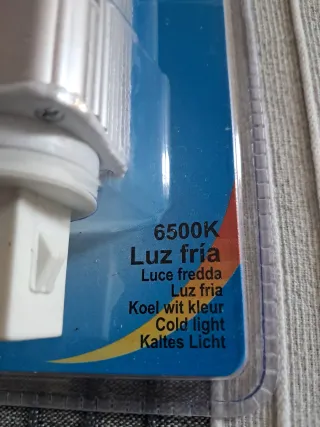 6500K
Luz fría
Luce fredda
Luz fria
Koel wit kleur
Cold light
Kaltes Licht